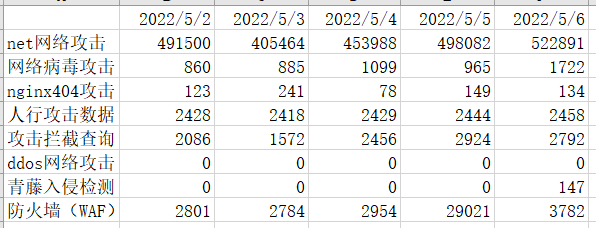 2022/5/2 2022/5/3 2022/5/4 2022/5/5 2022/5/6
net网络攻击 491500 405464 453988 498082 522891
网络病毒攻击 860 885 1099 965 1722
nginx404攻击 123 241 78 149 134
人行攻击数据 2428 2418 2429 2444 2458
攻击拦截查询 2086 1572 2456 2924 2792
ddos网络攻击 0 0 0 0 0
青藤入侵检测 0 0 0 0 147
防火墙（WAF） 2801 2784 2954 29021 3782